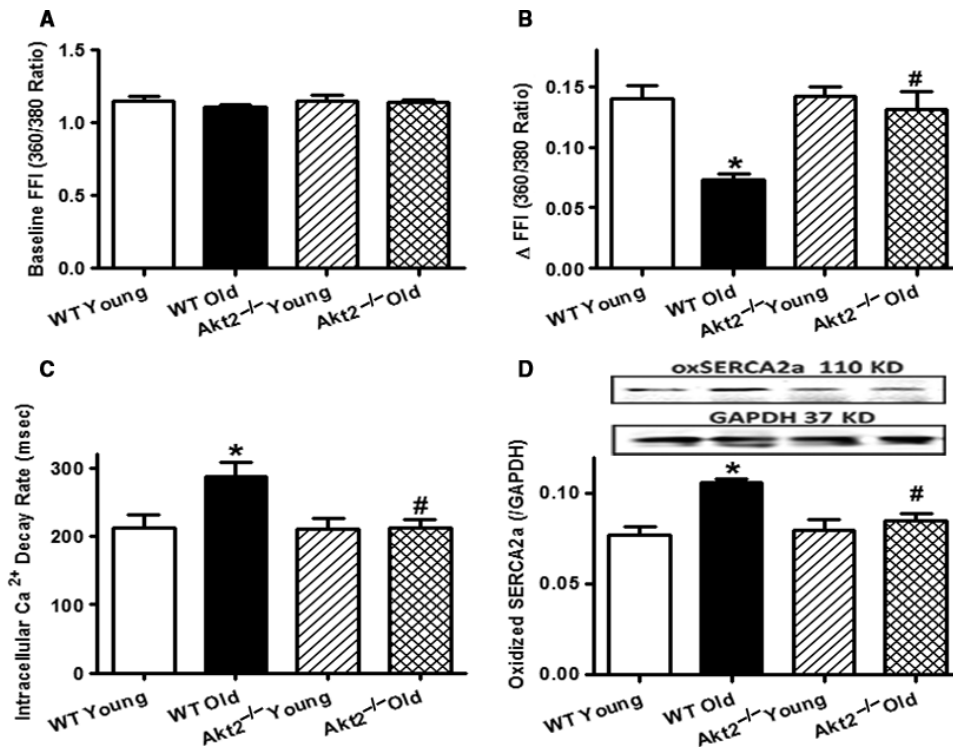 A
Baseline FFI (360/380 Ratio)
1.5
1.0
0.5
0.0
WT Young
WT Old
Akt2⁻/⁻Young
Akt2⁻/⁻Old
B
Δ FFI (360/380 Ratio)
0.15
0.10
0.05
0.00
*
#
WT Young
WT Old
Akt2⁻/⁻Young
Akt2⁻/⁻Old
C
Intracellular Ca²⁺ Decay Rate (msec)
300
200
100
0
*
#
WT Young
WT Old
Akt2⁻/⁻Young
Akt2⁻/⁻Old
D
oxSERCA2a 110 KD
GAPDH 37 KD
Oxidized SERCA2a (/GAPDH)
0.10
0.05
0.00
*
#
WT Young
WT Old
Akt2⁻/⁻Young
Akt2⁻/⁻Old